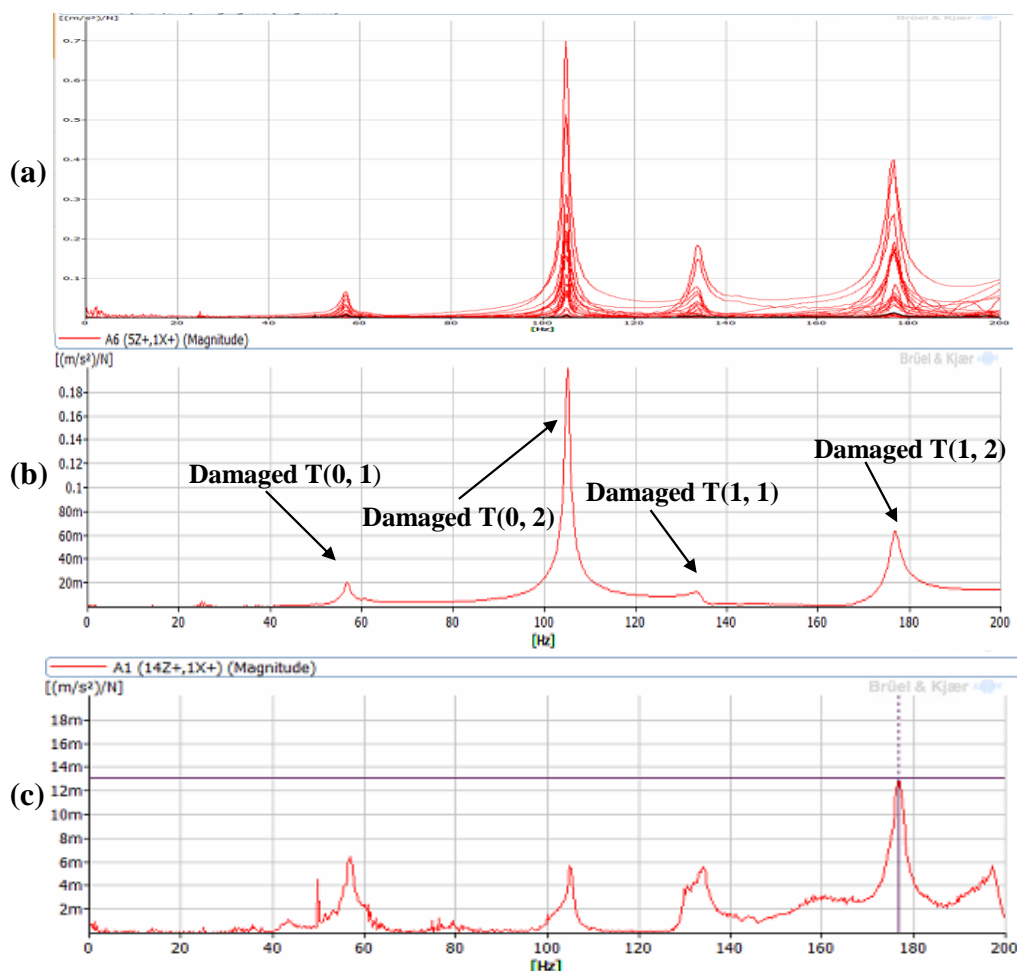 [(m/s²)/N]
Brüel & Kjær
0.7
0.6
0.5
(a)
0.4
0.3
0.2
0.1
0 20 40 60 80 100 120 140 160 180 200
[Hz]
A6 (5Z+,1X+) (Magnitude)
[(m/s²)/N]
Brüel & Kjær
0.18
0.16
0.14
(b)
0.12
0.1
80m
60m
40m
20m
Damaged T(0, 1)
Damaged T(0, 2)
Damaged T(1, 1)
Damaged T(1, 2)
0 20 40 60 80 100 120 140 160 180 200
[Hz]
A1 (14Z+,1X+) (Magnitude)
[(m/s²)/N]
Brüel & Kjær
18m
16m
14m
(c)
12m
10m
8m
6m
4m
2m
0 20 40 60 80 100 120 140 160 180 200
[Hz]